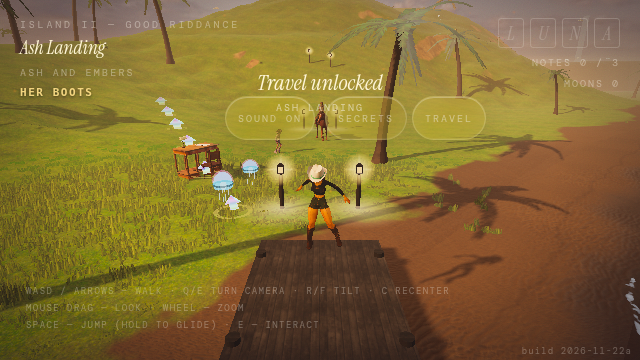 ISLAND II — GOOD RIDDANCE
Ash Landing
ASH AND EMBERS
HER BOOTS
L U N A
NOTES 0 / 3
MOONS 0
Travel unlocked
ASH LANDING
SOUND ON
SECRETS
TRAVEL
WASD / ARROWS — WALK · Q/E TURN CAMERA · R/F TILT · C RECENTER
MOUSE DRAG — LOOK · WHEEL — ZOOM
SPACE — JUMP (HOLD TO GLIDE) · E — INTERACT
build 2026-11-22a